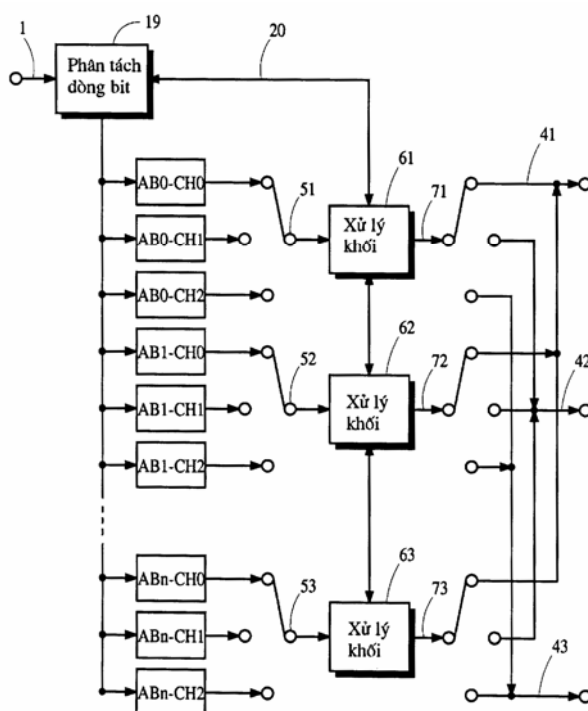 19
1
Phân tách
dòng bit
20
AB0-CH0
51
61
71
41
AB0-CH1
Xử lý
khối
AB0-CH2
AB1-CH0
52
62
72
42
AB1-CH1
Xử lý
khối
AB1-CH2
ABn-CH0
53
63
73
ABn-CH1
Xử lý
khối
ABn-CH2
43